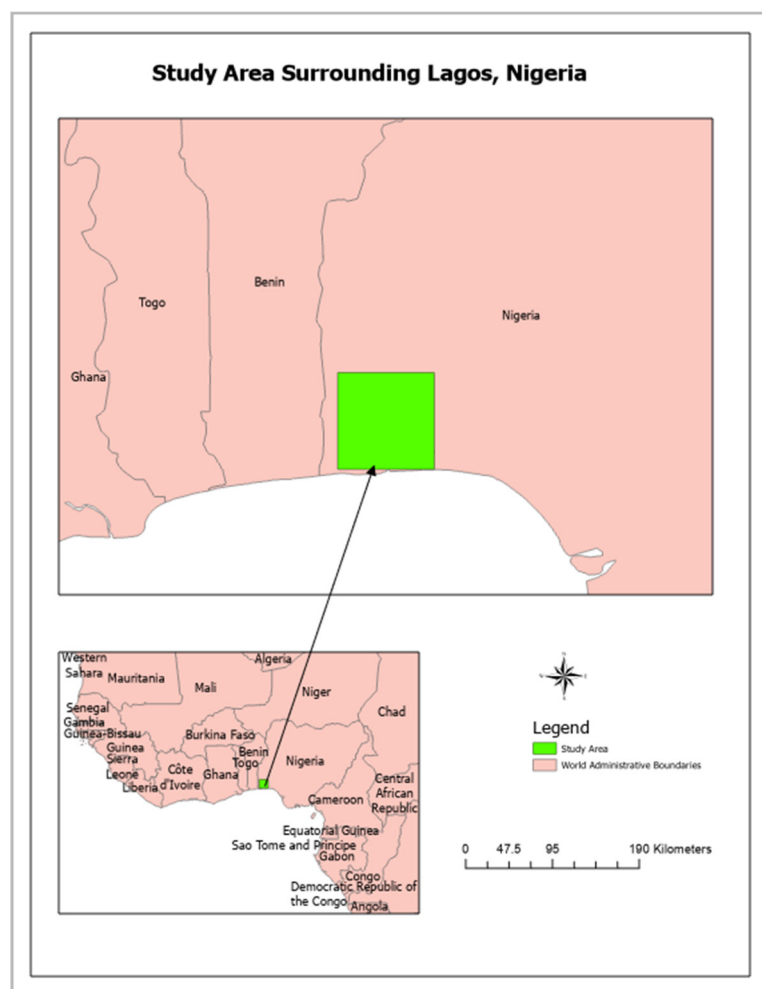 Study Area Surrounding Lagos, Nigeria
Benin
Togo
Nigeria
Ghana
Western
Sahara
Mauritania
Algeria
Mali
Niger
Senegal
Chad
Gambia
Guinea-Bissau
Burkina Faso
Guinea
Benin
Sierra
Leone
Togo
Nigeria
Côte
d'Ivoire
Ghana
Liberia
Central
African
Republic
Cameroon
Equatorial Guinea
Sao Tome and Principe
Gabon
Congo
Democratic Republic of
the Congo
Angola
Legend
Study Area
World Administrative Boundaries
0 47.5 95 190 Kilometers